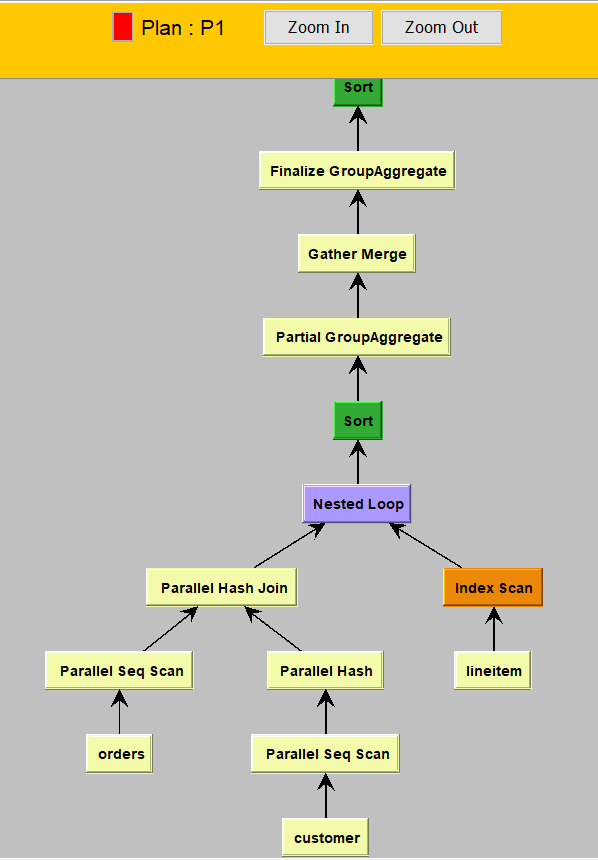 Plan : P1
Zoom In
Zoom Out
Sort
Finalize GroupAggregate
Gather Merge
Partial GroupAggregate
Sort
Nested Loop
Parallel Hash Join
Index Scan
Parallel Seq Scan
Parallel Hash
lineitem
orders
Parallel Seq Scan
customer